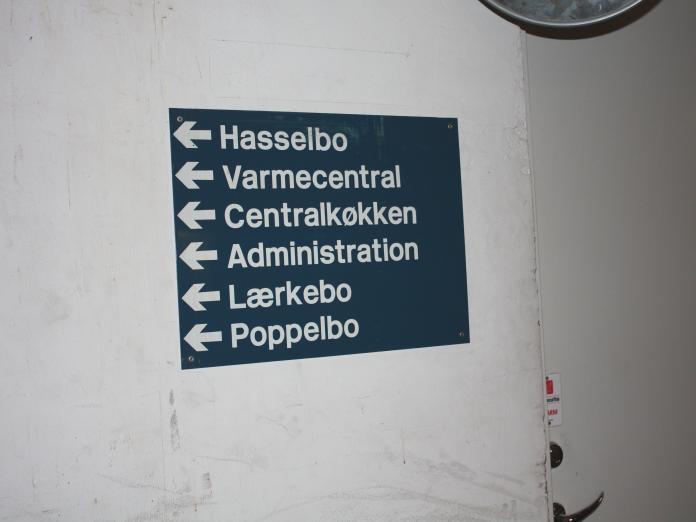 Hasselbo
Varmecentral
Centralkøkken
Administration
Lærkebo
Poppelbo